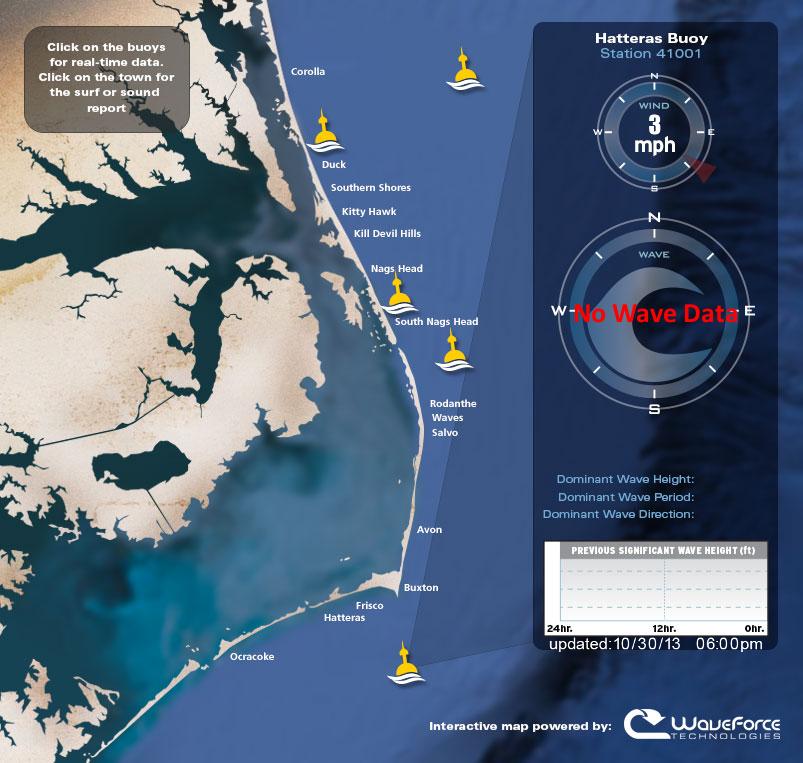 Click on the buoys
for real-time data.
Click on the town for
the surf or sound
report
Corolla
Duck
Southern Shores
Kitty Hawk
Kill Devil Hills
Nags Head
South Nags Head
Rodanthe
Waves
Salvo
Avon
Buxton
Frisco
Hatteras
Ocracoke
Hatteras Buoy
Station 41001
N
WIND
W 3 E
mph
S
N
WAVE
W No Wave Data E
S
Dominant Wave Height:
Dominant Wave Period:
Dominant Wave Direction:
PREVIOUS SIGNIFICANT WAVE HEIGHT (ft)
24hr. 12hr. 0hr.
updated:10/30/13 06:00pm
Interactive map powered by: WaveForce
TECHNOLOGIES